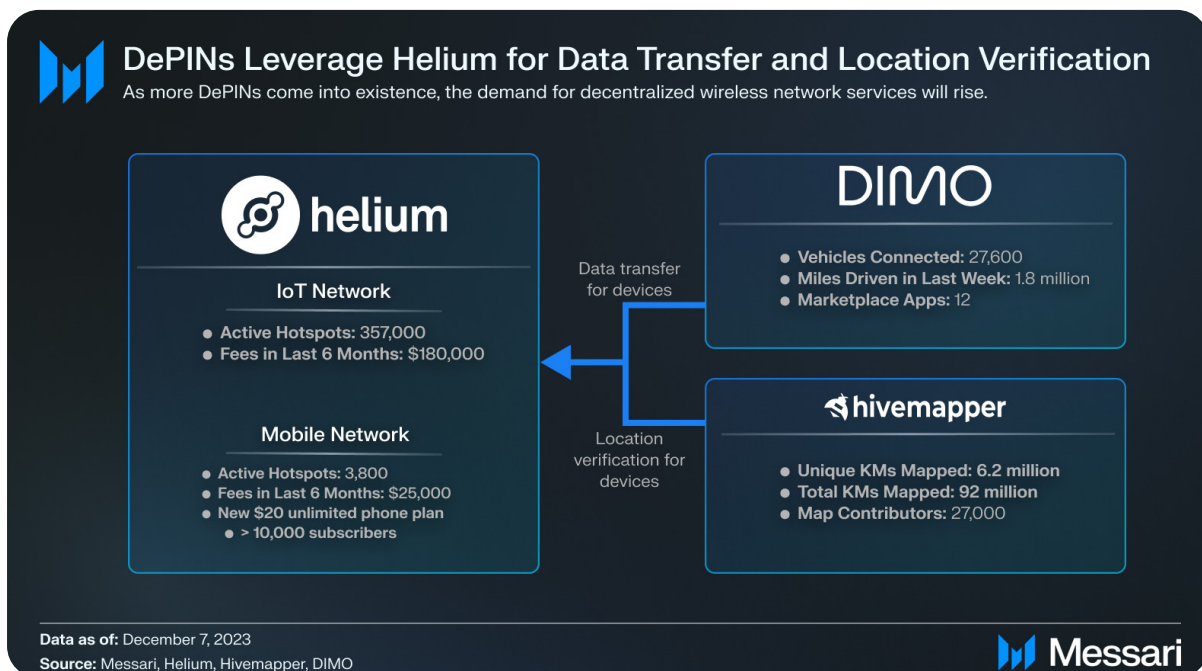 DePINs Leverage Helium for Data Transfer and Location Verification
As more DePINs come into existence, the demand for decentralized wireless network services will rise.
helium
IoT Network
Active Hotspots: 357,000
Fees in Last 6 Months: $180,000
Mobile Network
Active Hotspots: 3,800
Fees in Last 6 Months: $25,000
New $20 unlimited phone plan
> 10,000 subscribers
Data transfer
for devices
Location
verification for
devices
DIMO
Vehicles Connected: 27,600
Miles Driven in Last Week: 1.8 million
Marketplace Apps: 12
hivemapper
Unique KMs Mapped: 6.2 million
Total KMs Mapped: 92 million
Map Contributors: 27,000
Data as of: December 7, 2023
Source: Messari, Helium, Hivemapper, DIMO
Messari